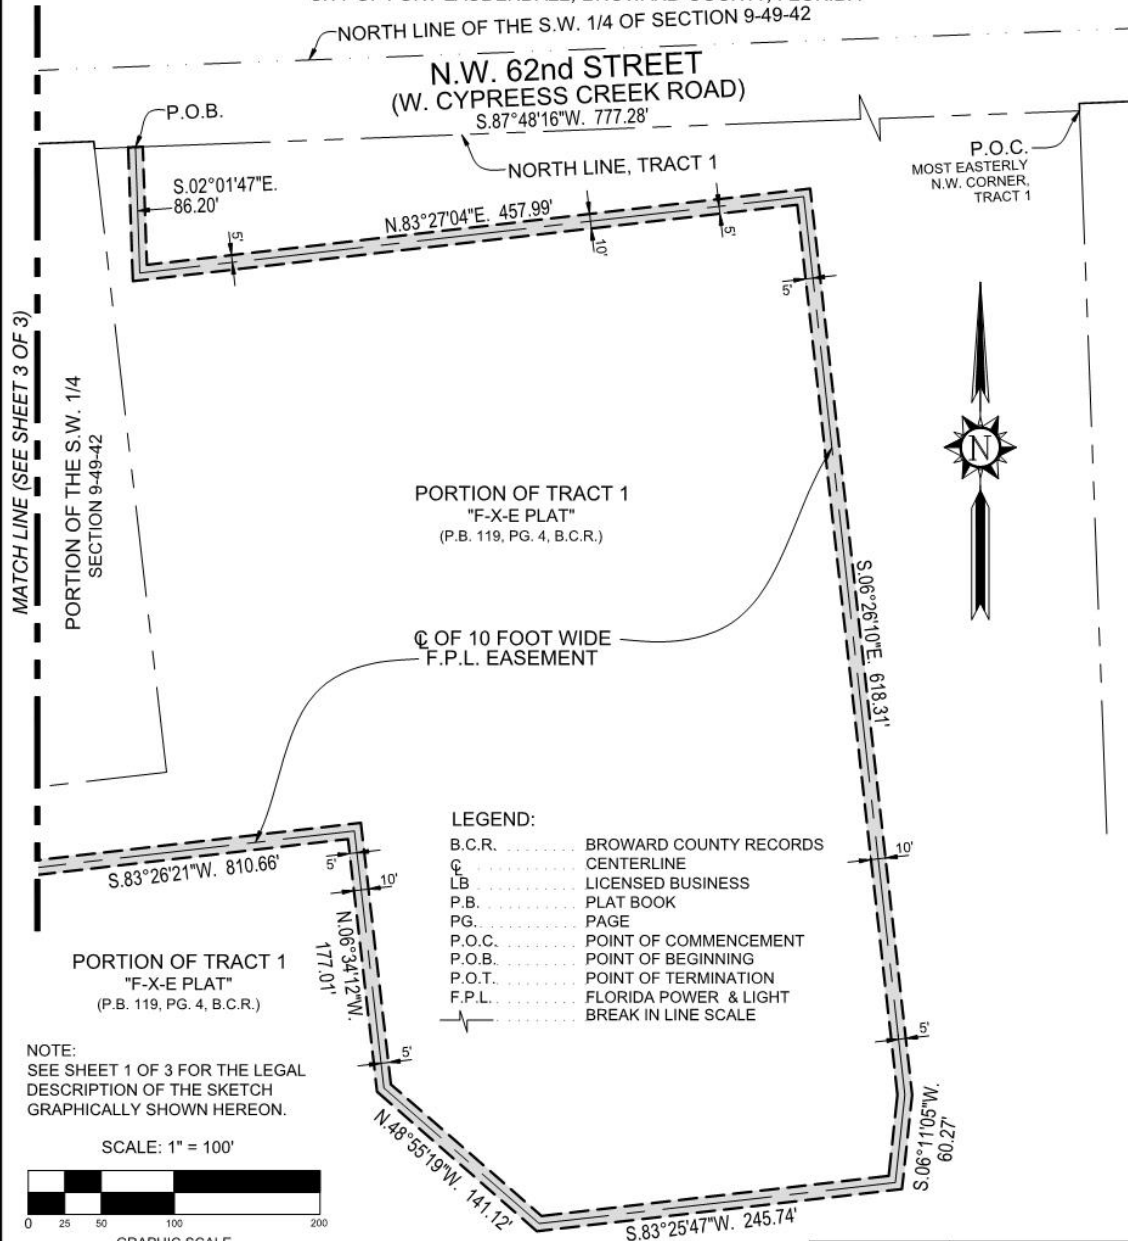 NORTH LINE OF THE S.W. 1/4 OF SECTION 9-49-42
N.W. 62nd STREET
(W. CYPREESS CREEK ROAD)
S.87°48'16"W. 777.28'
P.O.B.
NORTH LINE, TRACT 1
P.O.C.
MOST EASTERLY
N.W. CORNER,
TRACT 1
S.02°01'47"E.
86.20'
N.83°27'04"E. 457.99'
5'
10'
5'
5'
MATCH LINE (SEE SHEET 3 OF 3)
PORTION OF THE S.W. 1/4
SECTION 9-49-42
N
PORTION OF TRACT 1
"F-X-E PLAT"
(P.B. 119, PG. 4, B.C.R.)
S.06°26'10"E. 618.31'
℄ OF 10 FOOT WIDE
F.P.L. EASEMENT
S.83°26'21"W. 810.66'
5'
10'
N.06°34'12"W.
177.01'
5'
LEGEND:
B.C.R. ........ BROWARD COUNTY RECORDS
℄ .......... CENTERLINE
LB .......... LICENSED BUSINESS
P.B. .......... PLAT BOOK
PG. .......... PAGE
P.O.C. ........ POINT OF COMMENCEMENT
P.O.B. ........ POINT OF BEGINNING
P.O.T. ........ POINT OF TERMINATION
F.P.L. ........ FLORIDA POWER & LIGHT
......... BREAK IN LINE SCALE
10'
5'
PORTION OF TRACT 1
"F-X-E PLAT"
(P.B. 119, PG. 4, B.C.R.)
NOTE:
SEE SHEET 1 OF 3 FOR THE LEGAL
DESCRIPTION OF THE SKETCH
GRAPHICALLY SHOWN HEREON.
N.48°55'19"W. 141.12'
S.83°25'47"W. 245.74'
S.06°11'05"W.
60.27'
SCALE: 1" = 100'
0 25 50 100 200
GRAPHIC SCALE